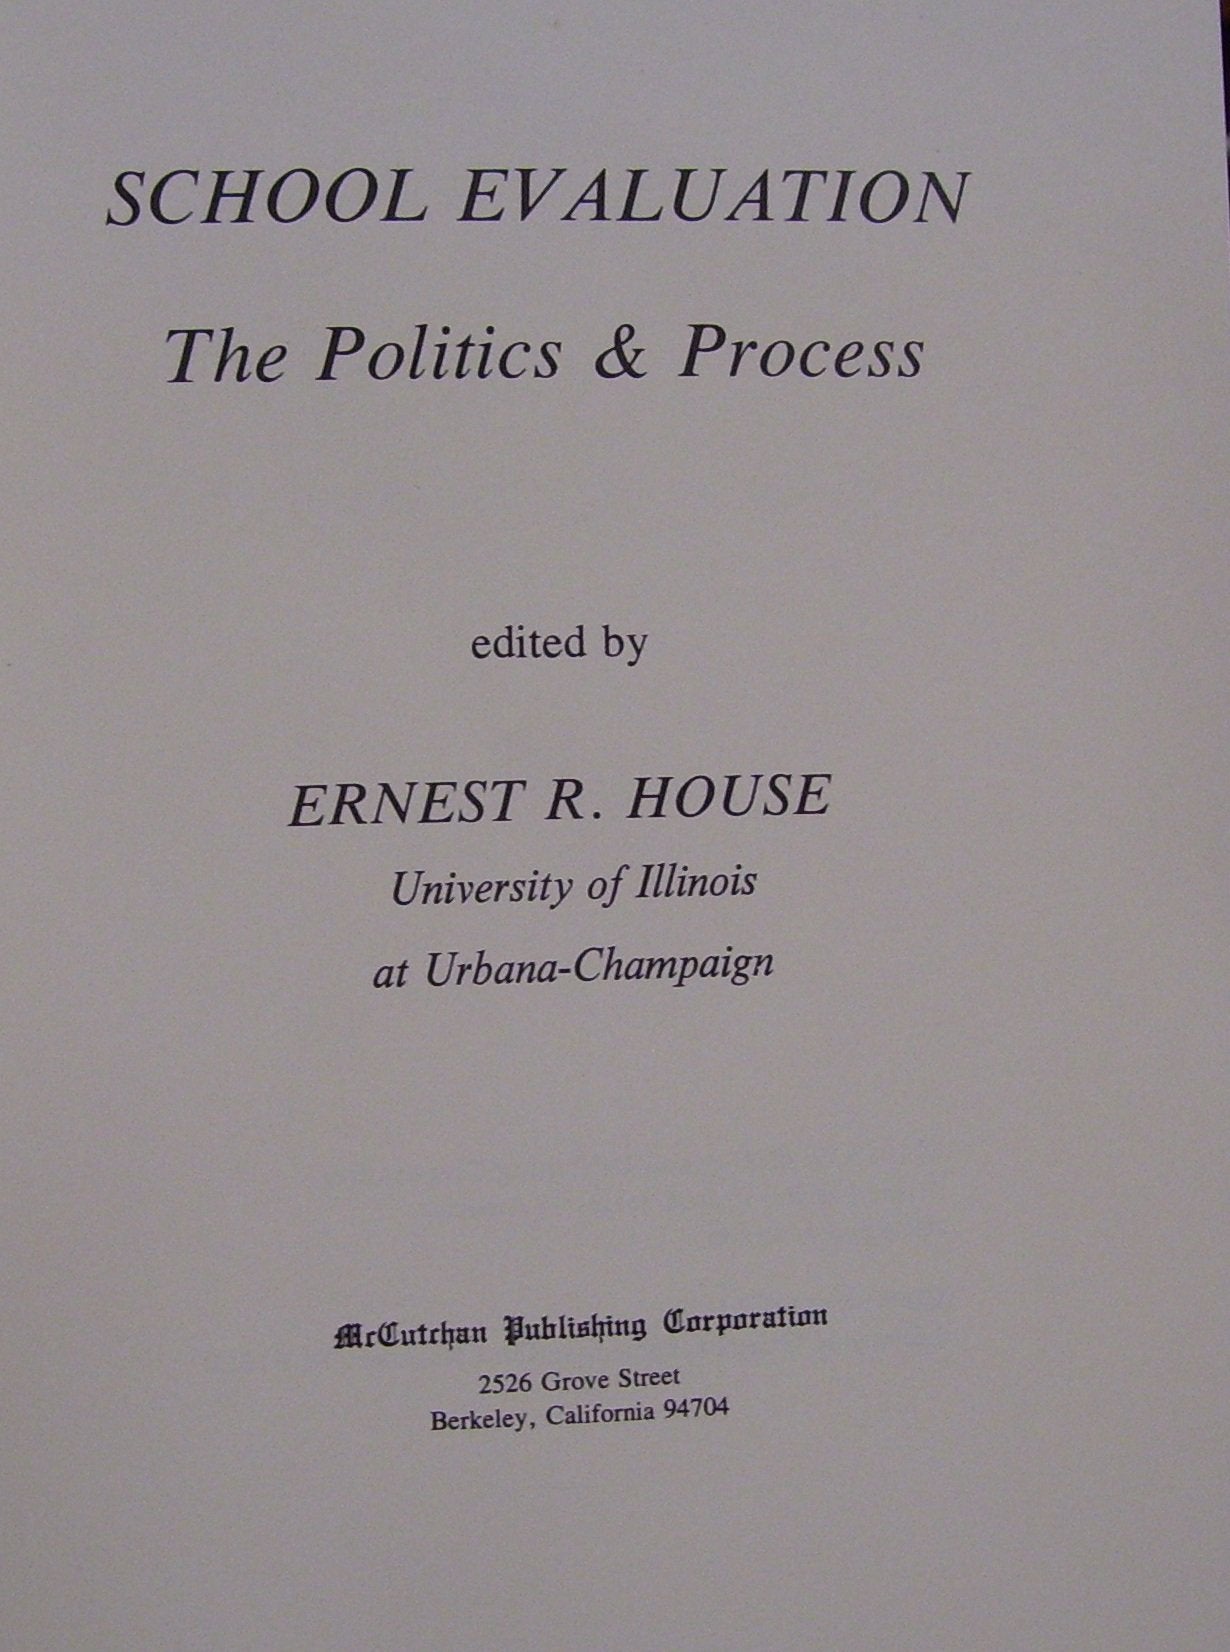 SCHOOL EVALUATION
The Politics & Process
edited by
ERNEST R. HOUSE
University of Illinois
at Urbana-Champaign
McCutchan Publishing Corporation
2526 Grove Street
Berkeley, California 94704